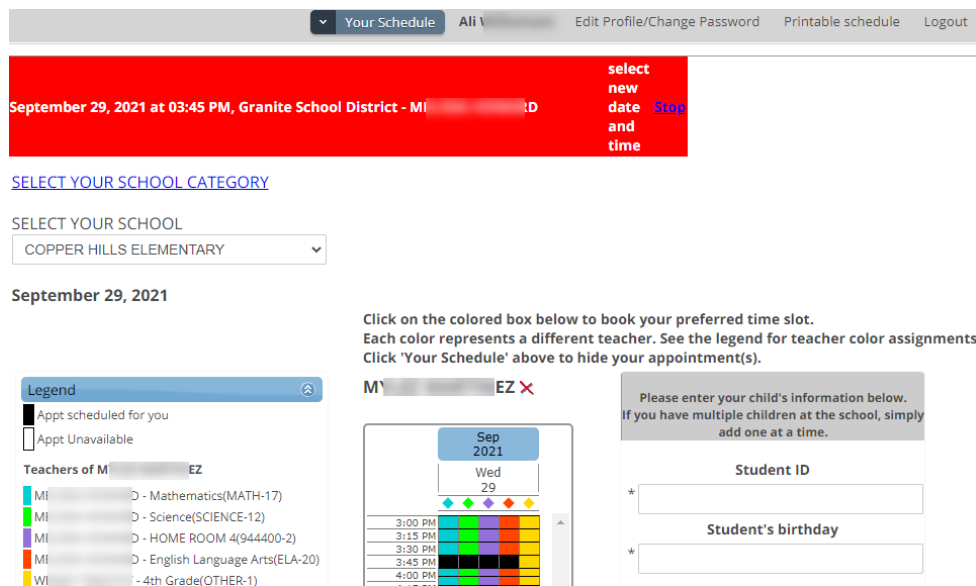 Your Schedule Ali Edit Profile/Change Password Printable schedule Logout
September 29, 2021 at 03:45 PM, Granite School District -
select
new
date
and
time
Stop
SELECT YOUR SCHOOL CATEGORY
SELECT YOUR SCHOOL
COPPER HILLS ELEMENTARY
September 29, 2021
Click on the colored box below to book your preferred time slot.
Each color represents a different teacher. See the legend for teacher color assignments
Click 'Your Schedule' above to hide your appointment(s).
Legend
Appt scheduled for you
Appt Unavailable
Teachers of
- Mathematics(MATH-17)
- Science(SCIENCE-12)
- HOME ROOM 4(944400-2)
- English Language Arts(ELA-20)
- 4th Grade(OTHER-1)
Sep
2021
Wed
29
3:00 PM
3:15 PM
3:30 PM
3:45 PM
4:00 PM
Please enter your child's information below.
If you have multiple children at the school, simply
add one at a time.
Student ID
*
Student's birthday
*